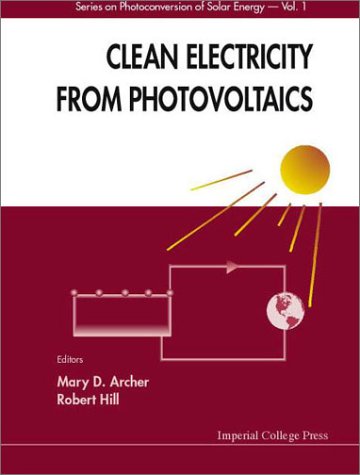 Series on Photoconversion of Solar Energy — Vol. 1
CLEAN ELECTRICITY
FROM PHOTOVOLTAICS
Editors
Mary D. Archer
Robert Hill
Imperial College Press